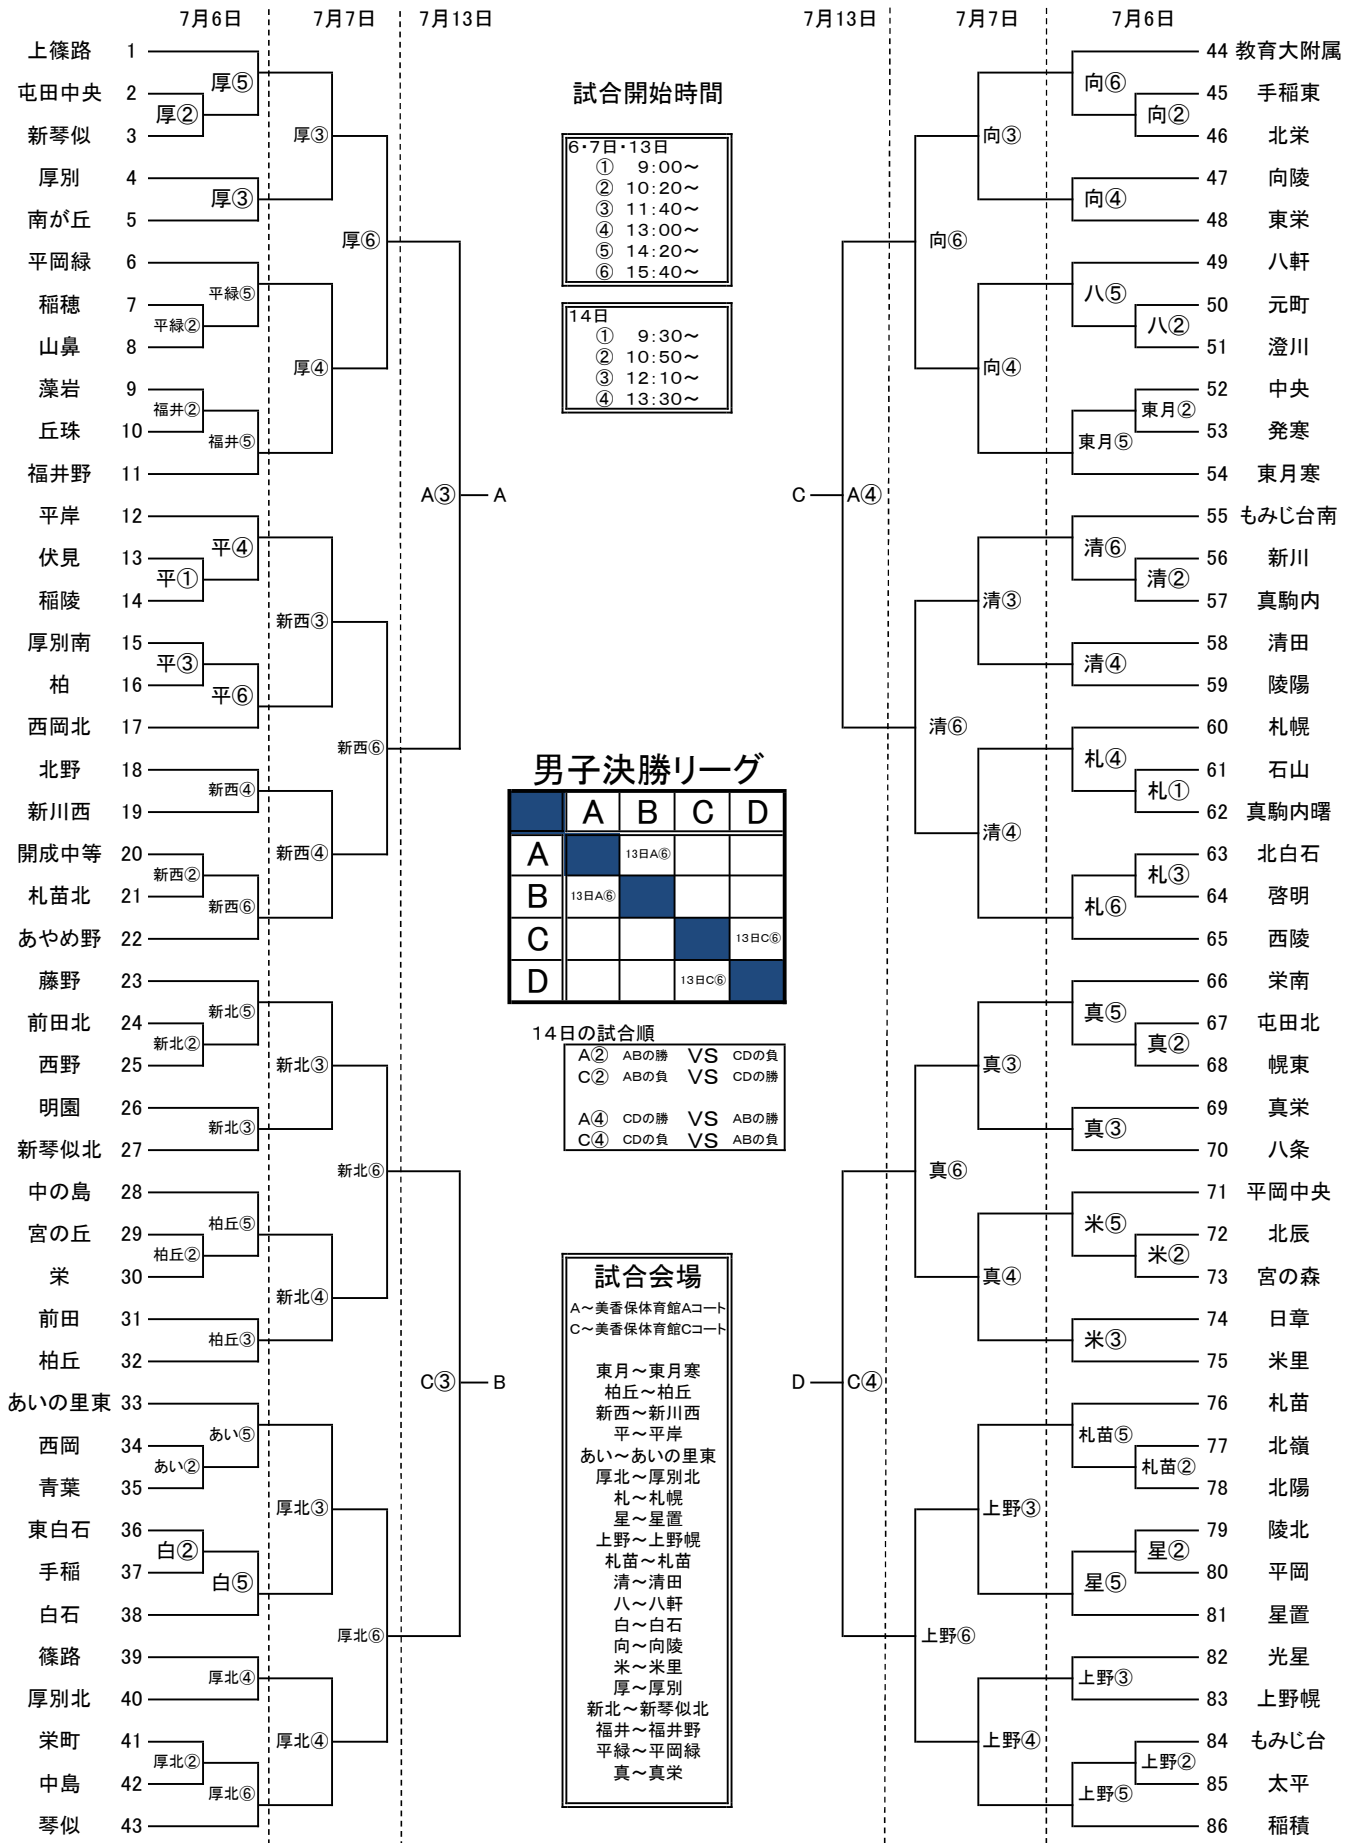 7月6日 7月7日 7月13日
上篠路 1
屯田中央 2
新琴似 3
厚別 4
南が丘 5
平岡緑 6
稲穂 7
山鼻 8
藻岩 9
丘珠 10
福井野 11
平岸 12
伏見 13
稲陵 14
厚別南 15
柏 16
西岡北 17
北野 18
新川西 19
開成中等 20
札苗北 21
あやめ野 22
藤野 23
前田北 24
西野 25
明園 26
新琴似北 27
中の島 28
宮の丘 29
栄 30
前田 31
柏丘 32
あいの里東 33
西岡 34
青葉 35
東白石 36
手稲 37
白石 38
篠路 39
厚別北 40
栄町 41
中島 42
琴似 43
厚⑤
厚②
厚③
平緑⑤
平緑②
福井②
福井⑤
平④
平①
平③
平⑥
新西④
新西②
新西⑥
新北⑤
新北②
新北③
柏丘⑤
柏丘②
柏丘③
あい⑤
あい②
白②
白⑤
厚北④
厚北②
厚北⑥
厚③
厚④
新西③
新西④
新北③
新北④
厚北③
厚北④
厚⑥
新西⑥
新北⑥
厚北⑥
A③ A
C③ B
試合開始時間
6・7日・13日
① 9:00～
② 10:20～
③ 11:40～
④ 13:00～
⑤ 14:20～
⑥ 15:40～
14日
① 9:30～
② 10:50～
③ 12:10～
④ 13:30～
男子決勝リーグ
A B C D
A 13日A⑥
B 13日A⑥
C 13日C⑥
D 13日C⑥
14日の試合順
A② ABの勝 VS CDの負
C② ABの負 VS CDの勝
A④ CDの勝 VS ABの勝
C④ CDの負 VS ABの負
試合会場
A～美香保体育館Aコート
C～美香保体育館Cコート
東月～東月寒
柏丘～柏丘
新西～新川西
平～平岸
あい～あいの里東
厚北～厚別北
札～札幌
星～星置
上野～上野幌
札苗～札苗
清～清田
八～八軒
白～白石
向～向陵
米～米里
厚～厚別
新北～新琴似北
福井～福井野
平緑～平岡緑
真～真栄
7月13日 7月7日 7月6日
C A④
D C④
向⑥
清⑥
真⑥
上野⑥
向③
向④
清③
清④
真③
真④
上野③
上野④
向⑥
向②
向④
八⑤
八②
東月②
東月⑤
清⑥
清②
清④
札④
札①
札③
札⑥
真⑤
真②
真③
米⑤
米②
米③
札苗⑤
札苗②
星②
星⑤
上野③
上野②
上野⑤
44 教育大附属
45 手稲東
46 北栄
47 向陵
48 東栄
49 八軒
50 元町
51 澄川
52 中央
53 発寒
54 東月寒
55 もみじ台南
56 新川
57 真駒内
58 清田
59 陵陽
60 札幌
61 石山
62 真駒内曙
63 北白石
64 啓明
65 西陵
66 栄南
67 屯田北
68 幌東
69 真栄
70 八条
71 平岡中央
72 北辰
73 宮の森
74 日章
75 米里
76 札苗
77 北嶺
78 北陽
79 陵北
80 平岡
81 星置
82 光星
83 上野幌
84 もみじ台
85 太平
86 稲積